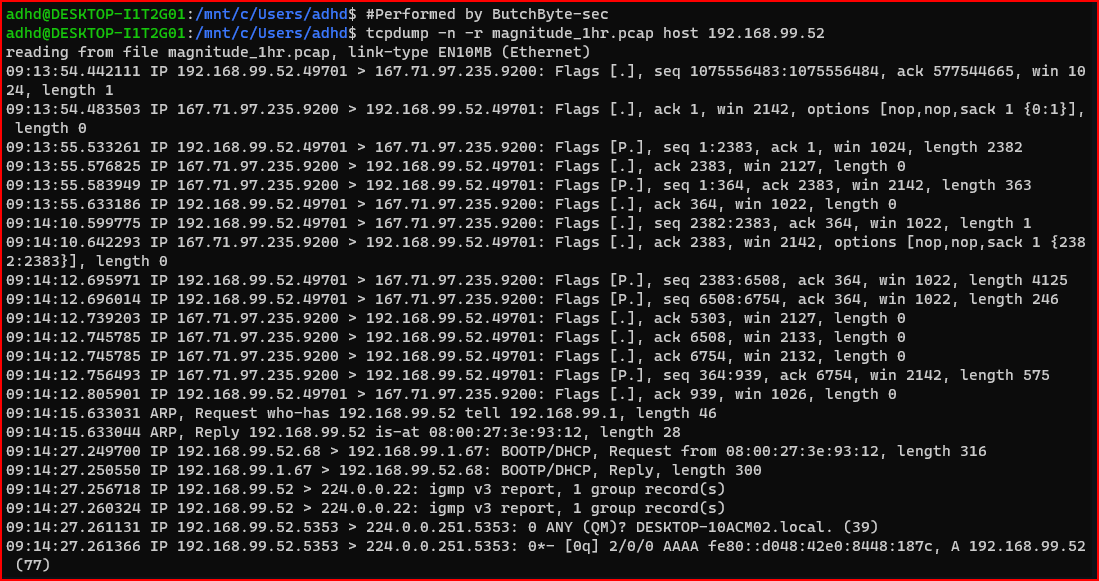 adhd@DESKTOP-I1T2G01:/mnt/c/Users/adhd$ #Performed by ButchByte-sec
adhd@DESKTOP-I1T2G01:/mnt/c/Users/adhd$ tcpdump -n -r magnitude_1hr.pcap host 192.168.99.52
reading from file magnitude_1hr.pcap, link-type EN10MB (Ethernet)
09:13:54.442111 IP 192.168.99.52.49701 > 167.71.97.235.9200: Flags [.], seq 1075556483:1075556484, ack 577544665, win 10
24, length 1
09:13:54.483503 IP 167.71.97.235.9200 > 192.168.99.52.49701: Flags [.], ack 1, win 2142, options [nop,nop,sack 1 {0:1}],
 length 0
09:13:55.533261 IP 192.168.99.52.49701 > 167.71.97.235.9200: Flags [P.], seq 1:2383, ack 1, win 1024, length 2382
09:13:55.576825 IP 167.71.97.235.9200 > 192.168.99.52.49701: Flags [.], ack 2383, win 2127, length 0
09:13:55.583949 IP 167.71.97.235.9200 > 192.168.99.52.49701: Flags [P.], seq 1:364, ack 2383, win 2142, length 363
09:13:55.633186 IP 192.168.99.52.49701 > 167.71.97.235.9200: Flags [.], ack 364, win 1022, length 0
09:14:10.599775 IP 192.168.99.52.49701 > 167.71.97.235.9200: Flags [.], seq 2382:2383, ack 364, win 1022, length 1
09:14:10.642293 IP 167.71.97.235.9200 > 192.168.99.52.49701: Flags [.], ack 2383, win 2142, options [nop,nop,sack 1 {238
2:2383}], length 0
09:14:12.695971 IP 192.168.99.52.49701 > 167.71.97.235.9200: Flags [P.], seq 2383:6508, ack 364, win 1022, length 4125
09:14:12.696014 IP 192.168.99.52.49701 > 167.71.97.235.9200: Flags [P.], seq 6508:6754, ack 364, win 1022, length 246
09:14:12.739203 IP 167.71.97.235.9200 > 192.168.99.52.49701: Flags [.], ack 5303, win 2127, length 0
09:14:12.745785 IP 167.71.97.235.9200 > 192.168.99.52.49701: Flags [.], ack 6508, win 2133, length 0
09:14:12.745785 IP 167.71.97.235.9200 > 192.168.99.52.49701: Flags [.], ack 6754, win 2132, length 0
09:14:12.756493 IP 167.71.97.235.9200 > 192.168.99.52.49701: Flags [P.], seq 364:939, ack 6754, win 2142, length 575
09:14:12.805901 IP 192.168.99.52.49701 > 167.71.97.235.9200: Flags [.], ack 939, win 1026, length 0
09:14:15.633031 ARP, Request who-has 192.168.99.52 tell 192.168.99.1, length 46
09:14:15.633044 ARP, Reply 192.168.99.52 is-at 08:00:27:3e:93:12, length 28
09:14:27.249700 IP 192.168.99.52.68 > 192.168.99.1.67: BOOTP/DHCP, Request from 08:00:27:3e:93:12, length 316
09:14:27.250550 IP 192.168.99.1.67 > 192.168.99.52.68: BOOTP/DHCP, Reply, length 300
09:14:27.256718 IP 192.168.99.52 > 224.0.0.22: igmp v3 report, 1 group record(s)
09:14:27.260324 IP 192.168.99.52 > 224.0.0.22: igmp v3 report, 1 group record(s)
09:14:27.261131 IP 192.168.99.52.5353 > 224.0.0.251.5353: 0 ANY (QM)? DESKTOP-10ACM02.local. (39)
09:14:27.261366 IP 192.168.99.52.5353 > 224.0.0.251.5353: 0*- [0q] 2/0/0 AAAA fe80::d048:42e0:8448:187c, A 192.168.99.52
 (77)